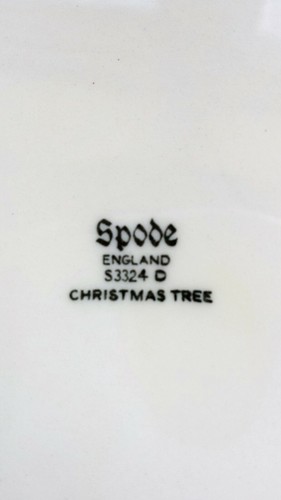 Spode
ENGLAND
S3324 D
CHRISTMAS TREE